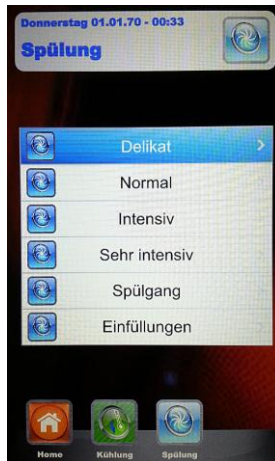 Donnerstag 01.01.70 - 00:33
Spülung
Delikat
Normal
Intensiv
Sehr intensiv
Spülgang
Einfüllungen
Home
Kühlung
Spülung